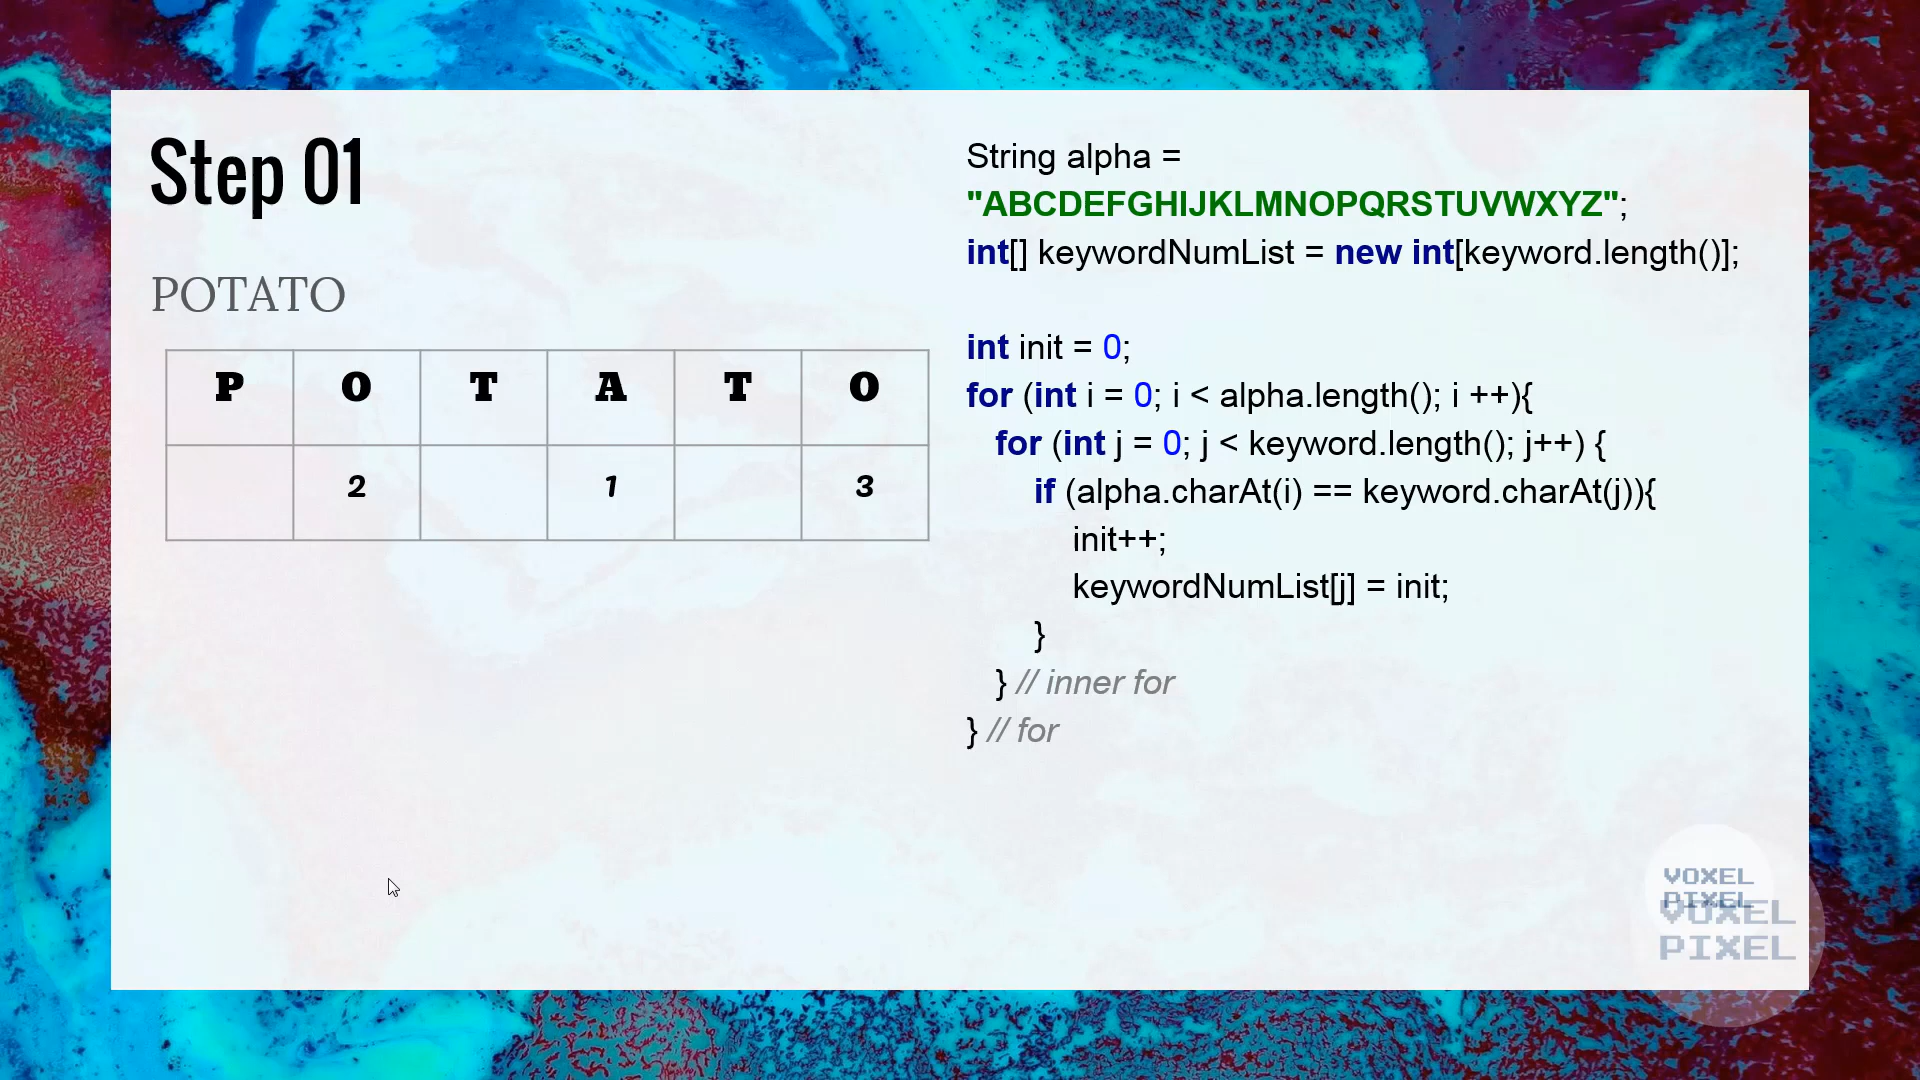 Step 01
POTATO
P O T A T O
2 1 3
String alpha =
"ABCDEFGHIJKLMNOPQRSTUVWXYZ";
int[] keywordNumList = new int[keyword.length()];
int init = 0;
for (int i = 0; i < alpha.length(); i ++){
for (int j = 0; j < keyword.length(); j++) {
if (alpha.charAt(i) == keyword.charAt(j)){
init++;
keywordNumList[j] = init;
}
} // inner for
} // for
VOXEL
PIXEL
VOXEL
PIXEL